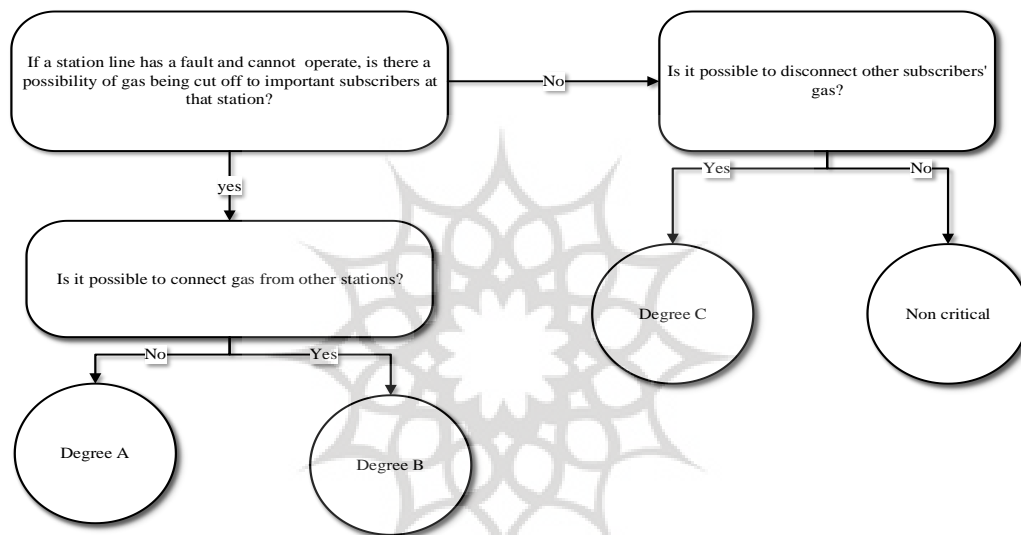 If a station line has a fault and cannot operate, is there a
possibility of gas being cut off to important subscribers at
that station?
No
Is it possible to disconnect other subscribers'
gas?
yes
Yes
No
Is it possible to connect gas from other stations?
Degree C
Non critical
No
Yes
Degree A
Degree B